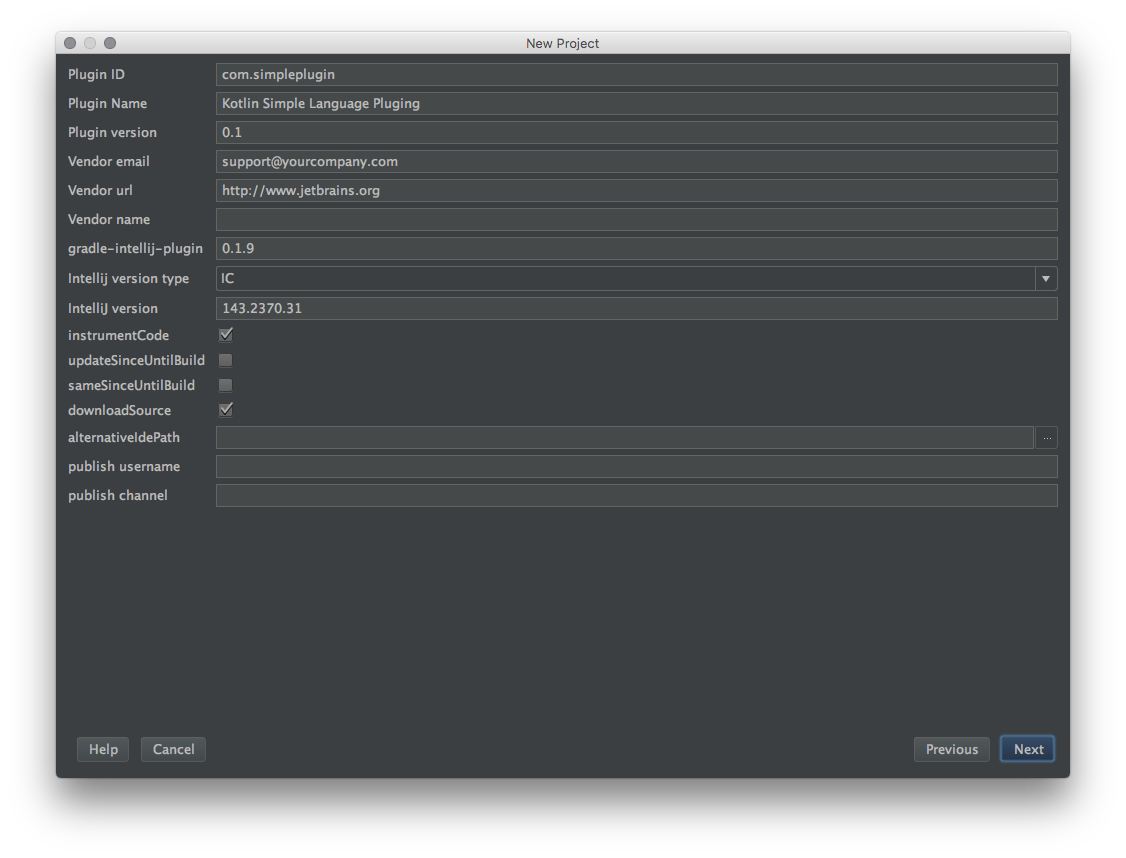 New Project
Plugin ID com.simpleplugin
Plugin Name Kotlin Simple Language Pluging
Plugin version 0.1
Vendor email support@yourcompany.com
Vendor url http://www.jetbrains.org
Vendor name
gradle-intellij-plugin 0.1.9
Intellij version type IC
IntelliJ version 143.2370.31
instrumentCode
updateSinceUntilBuild
sameSinceUntilBuild
downloadSource
alternativeIdePath ...
publish username
publish channel
Help Cancel Previous Next